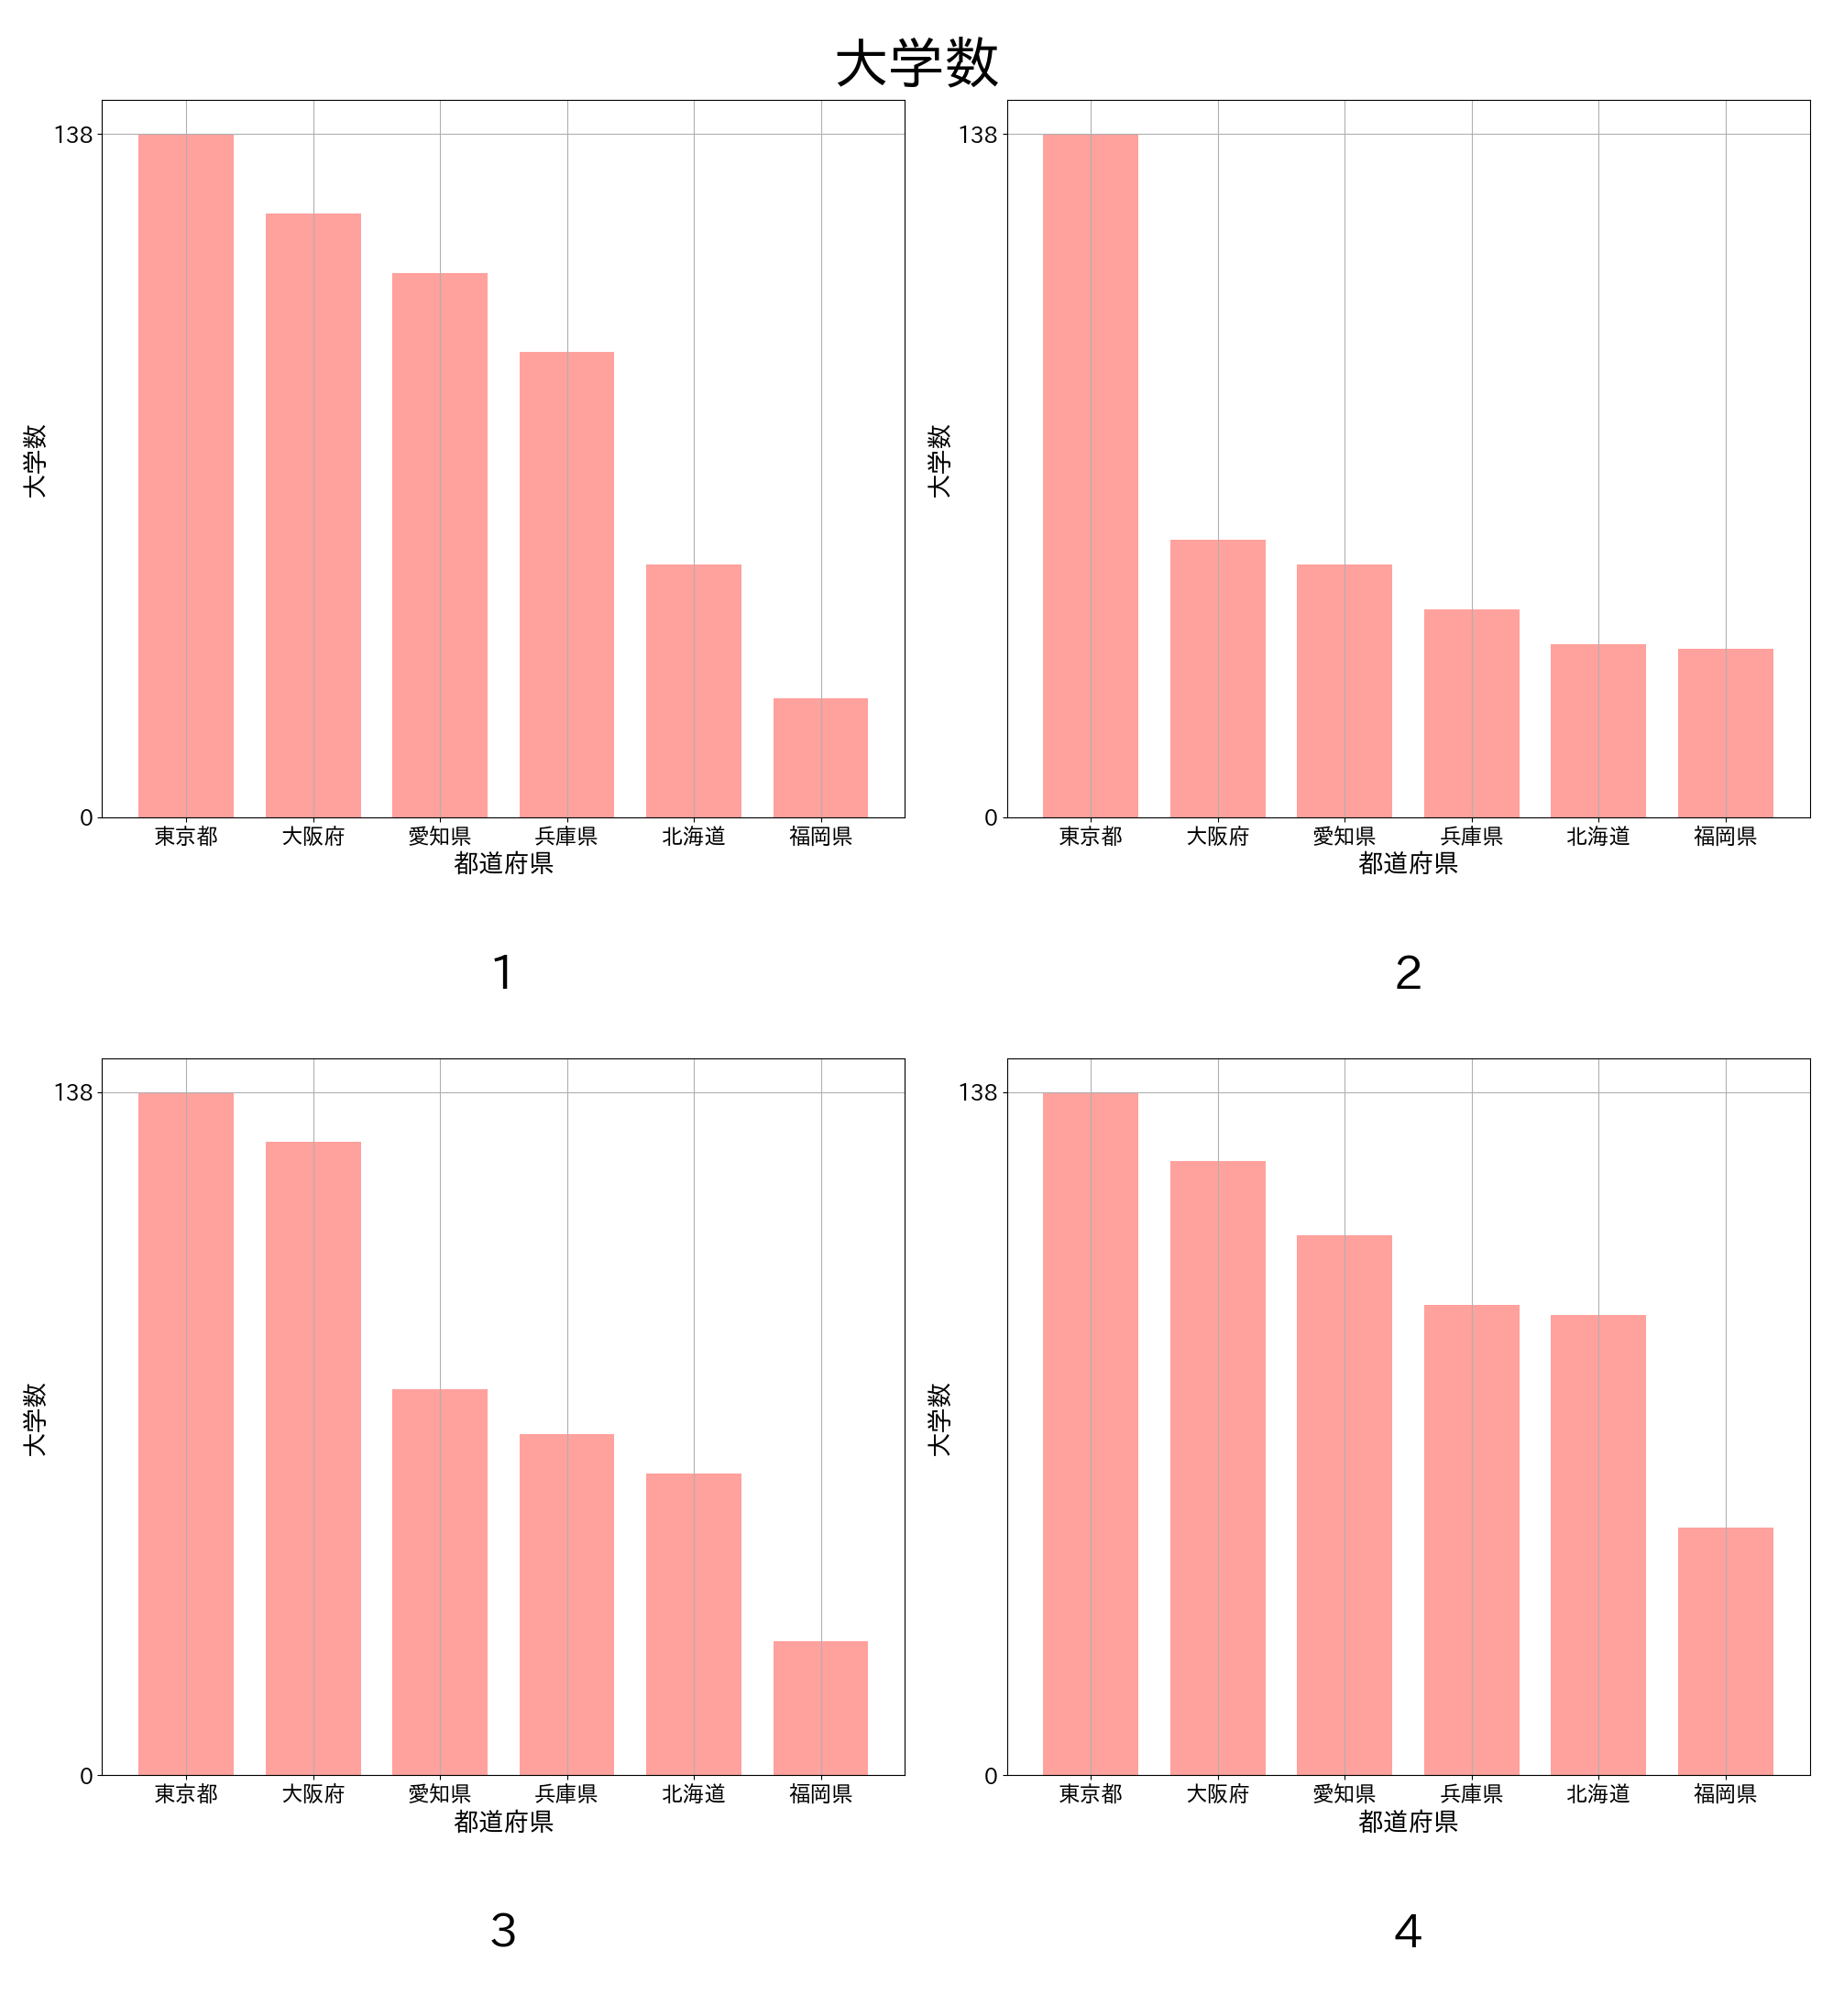 大学数
138
0
大学数
東京都 大阪府 愛知県 兵庫県 北海道 福岡県
都道府県
1
138
0
大学数
東京都 大阪府 愛知県 兵庫県 北海道 福岡県
都道府県
2
138
0
大学数
東京都 大阪府 愛知県 兵庫県 北海道 福岡県
都道府県
3
138
0
大学数
東京都 大阪府 愛知県 兵庫県 北海道 福岡県
都道府県
4